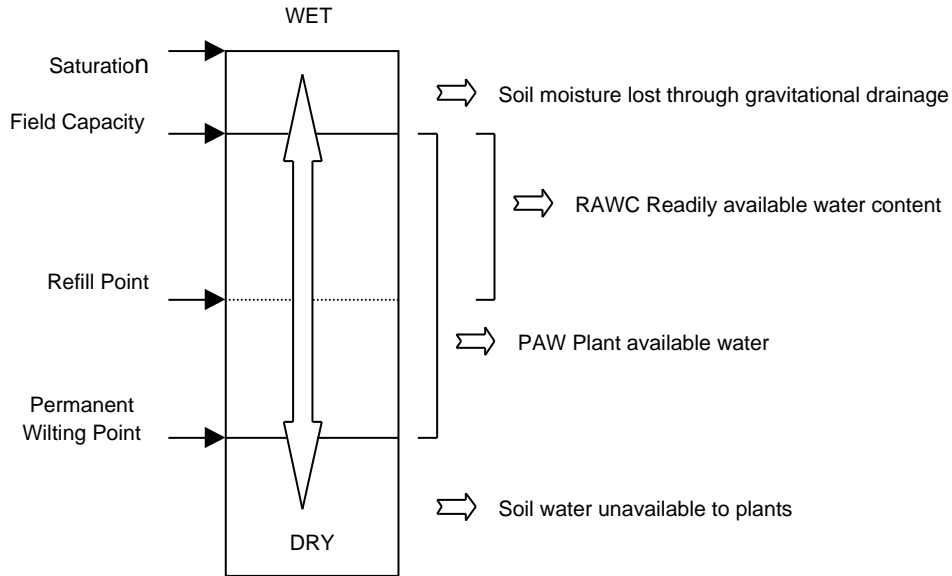 WET
Saturation
Soil moisture lost through gravitational drainage
Field Capacity
RAWC Readily available water content
Refill Point
PAW Plant available water
Permanent
Wilting Point
Soil water unavailable to plants
DRY